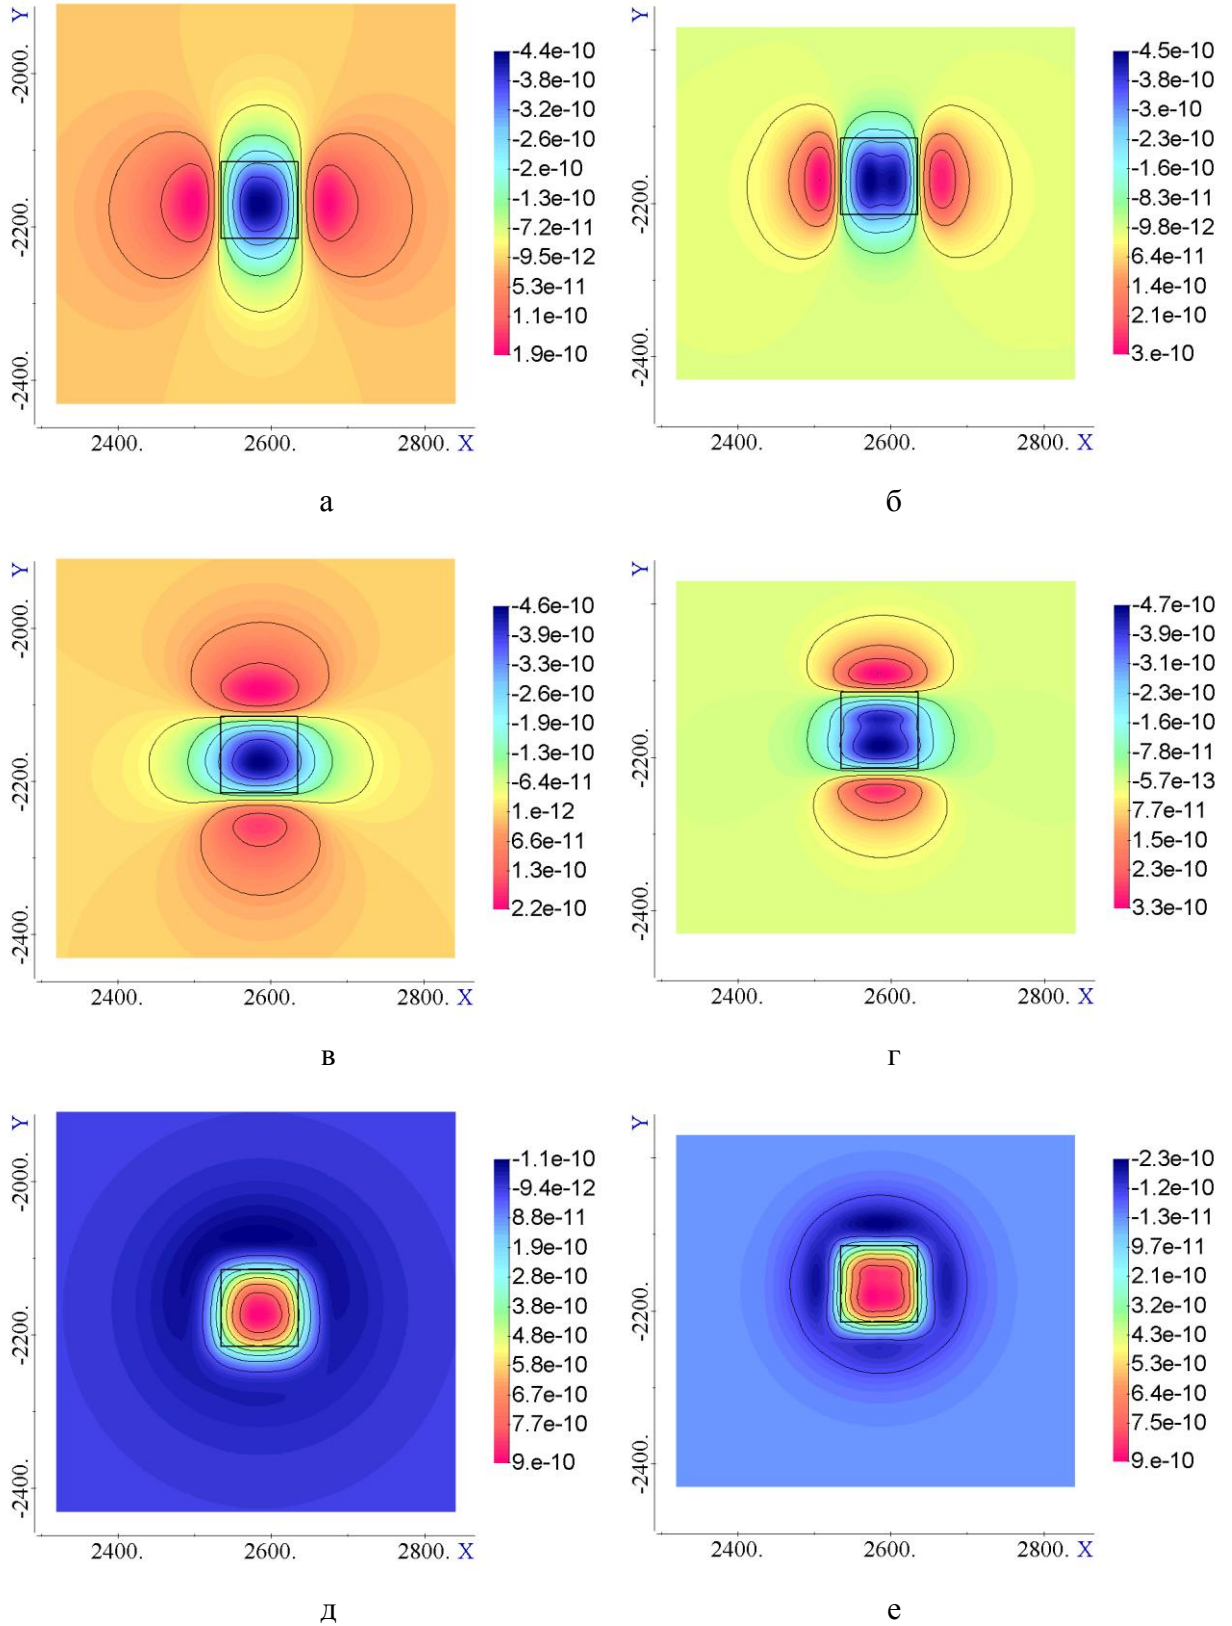 Y
-2000.
-2200.
-2400.
2400.
2600.
2800.
X
-4.4e-10
-3.8e-10
-3.2e-10
-2.6e-10
-2.e-10
-1.3e-10
-7.2e-11
-9.5e-12
5.3e-11
1.1e-10
1.9e-10
а
Y
-2200.
-2400.
2400.
2600.
2800.
X
-4.5e-10
-3.8e-10
-3.e-10
-2.3e-10
-1.6e-10
-8.3e-11
-9.8e-12
6.4e-11
1.4e-10
2.1e-10
3.e-10
б
Y
-2000.
-2200.
-2400.
2400.
2600.
2800.
X
-4.6e-10
-3.9e-10
-3.3e-10
-2.6e-10
-1.9e-10
-1.3e-10
-6.4e-11
1.e-12
6.6e-11
1.3e-10
2.2e-10
в
Y
-2200.
-2400.
2400.
2600.
2800.
X
-4.7e-10
-3.9e-10
-3.1e-10
-2.3e-10
-1.6e-10
-7.8e-11
-5.7e-13
7.7e-11
1.5e-10
2.3e-10
3.3e-10
г
Y
-2000.
-2200.
-2400.
2400.
2600.
2800.
X
-1.1e-10
-9.4e-12
8.8e-11
1.9e-10
2.8e-10
3.8e-10
4.8e-10
5.8e-10
6.7e-10
7.7e-10
9.e-10
д
Y
-2200.
-2400.
2400.
2600.
2800.
X
-2.3e-10
-1.2e-10
-1.3e-11
9.7e-11
2.1e-10
3.2e-10
4.3e-10
5.3e-10
6.4e-10
7.5e-10
9.e-10
е